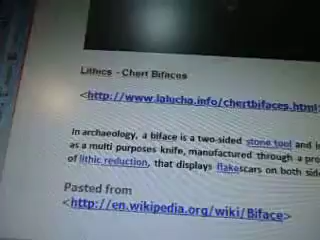 Lithics - Chert Bifaces
<http://www.lalucha.info/chertbifaces.html
In archaeology, a biface is a two-sided stone tool and
as a multi purposes knife, manufactured through a
of lithic reduction, that displays flakescars on both
Pasted from
<http://en.wikipedia.org/wiki/Biface>